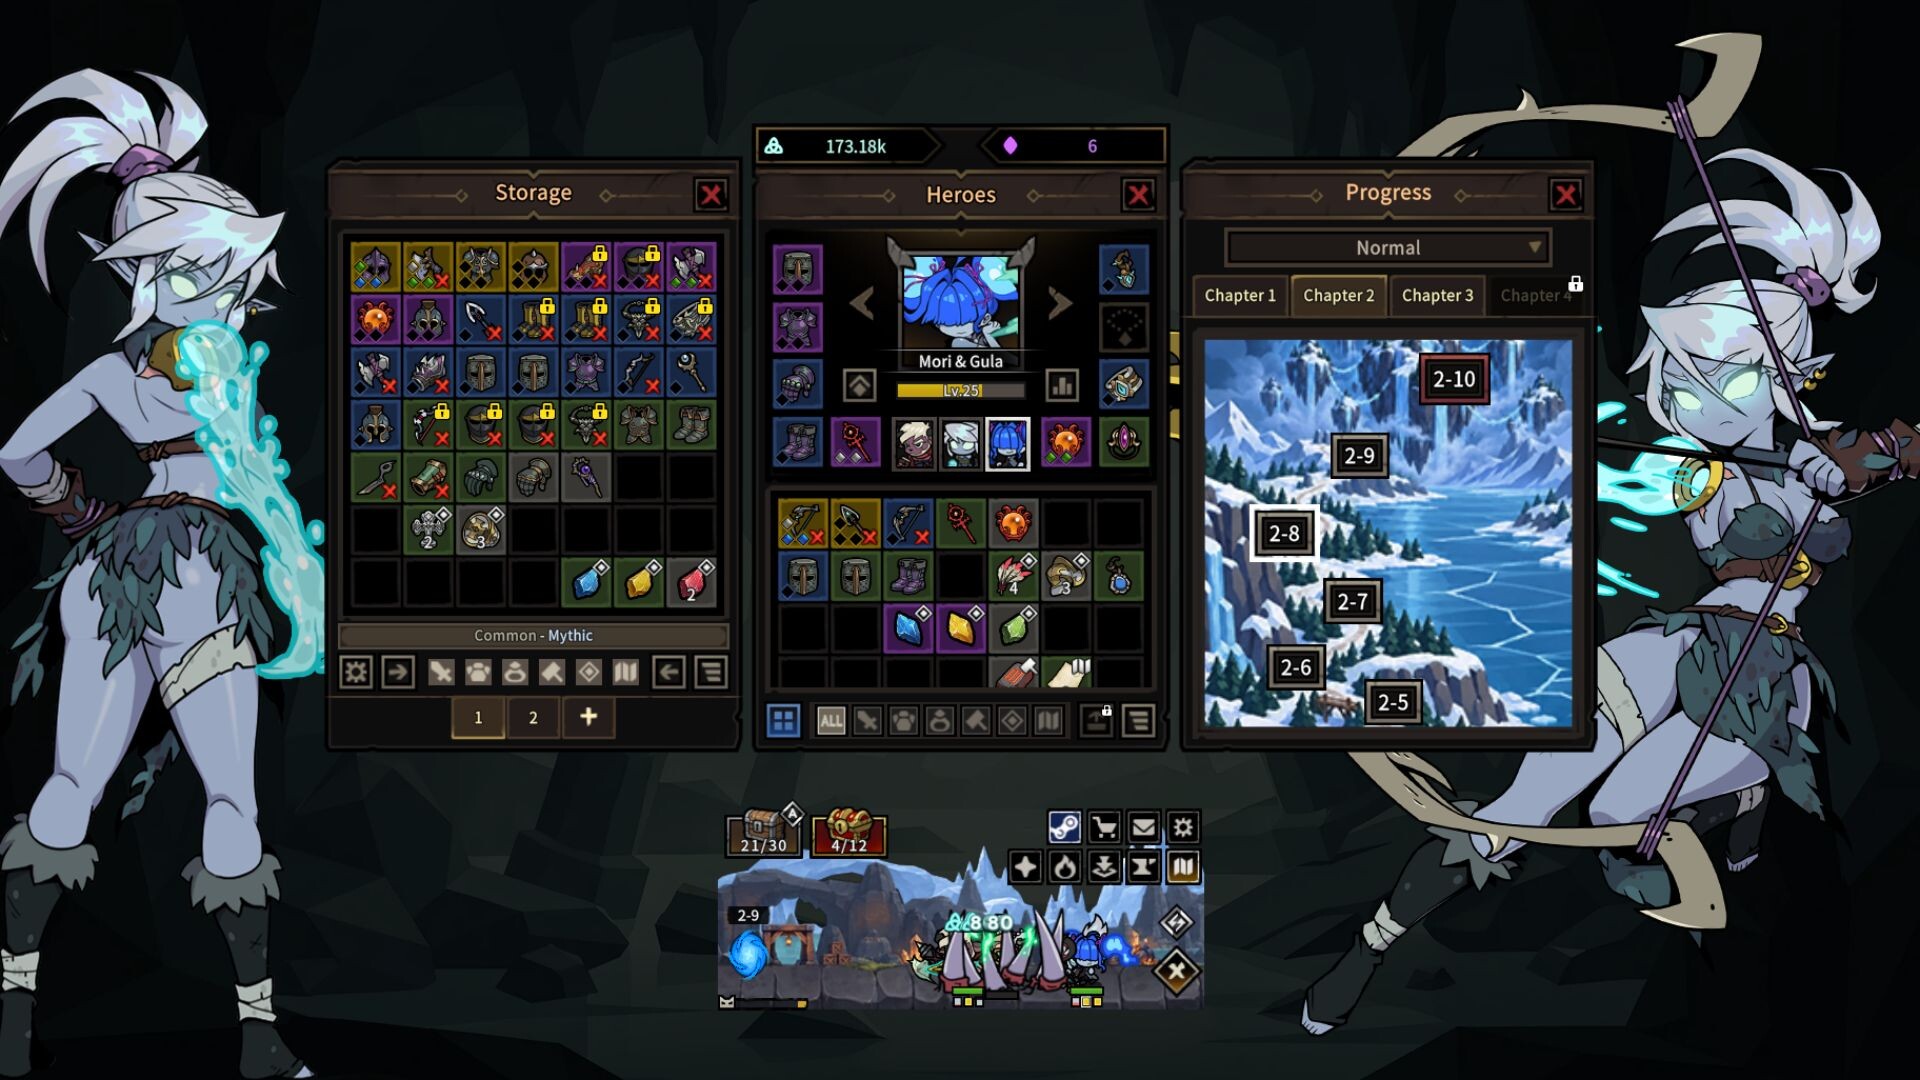 173.18k
6
Storage
Heroes
Progress
Normal
Chapter 1
Chapter 2
Chapter 3
Chapter 4
Mori & Gula
Lv.25
2-10
2-9
2-8
2-7
2-6
2-5
2
3
2
4
3
Common - Mythic
1
2
+
ALL
A
21/30
4/12
2-9
880